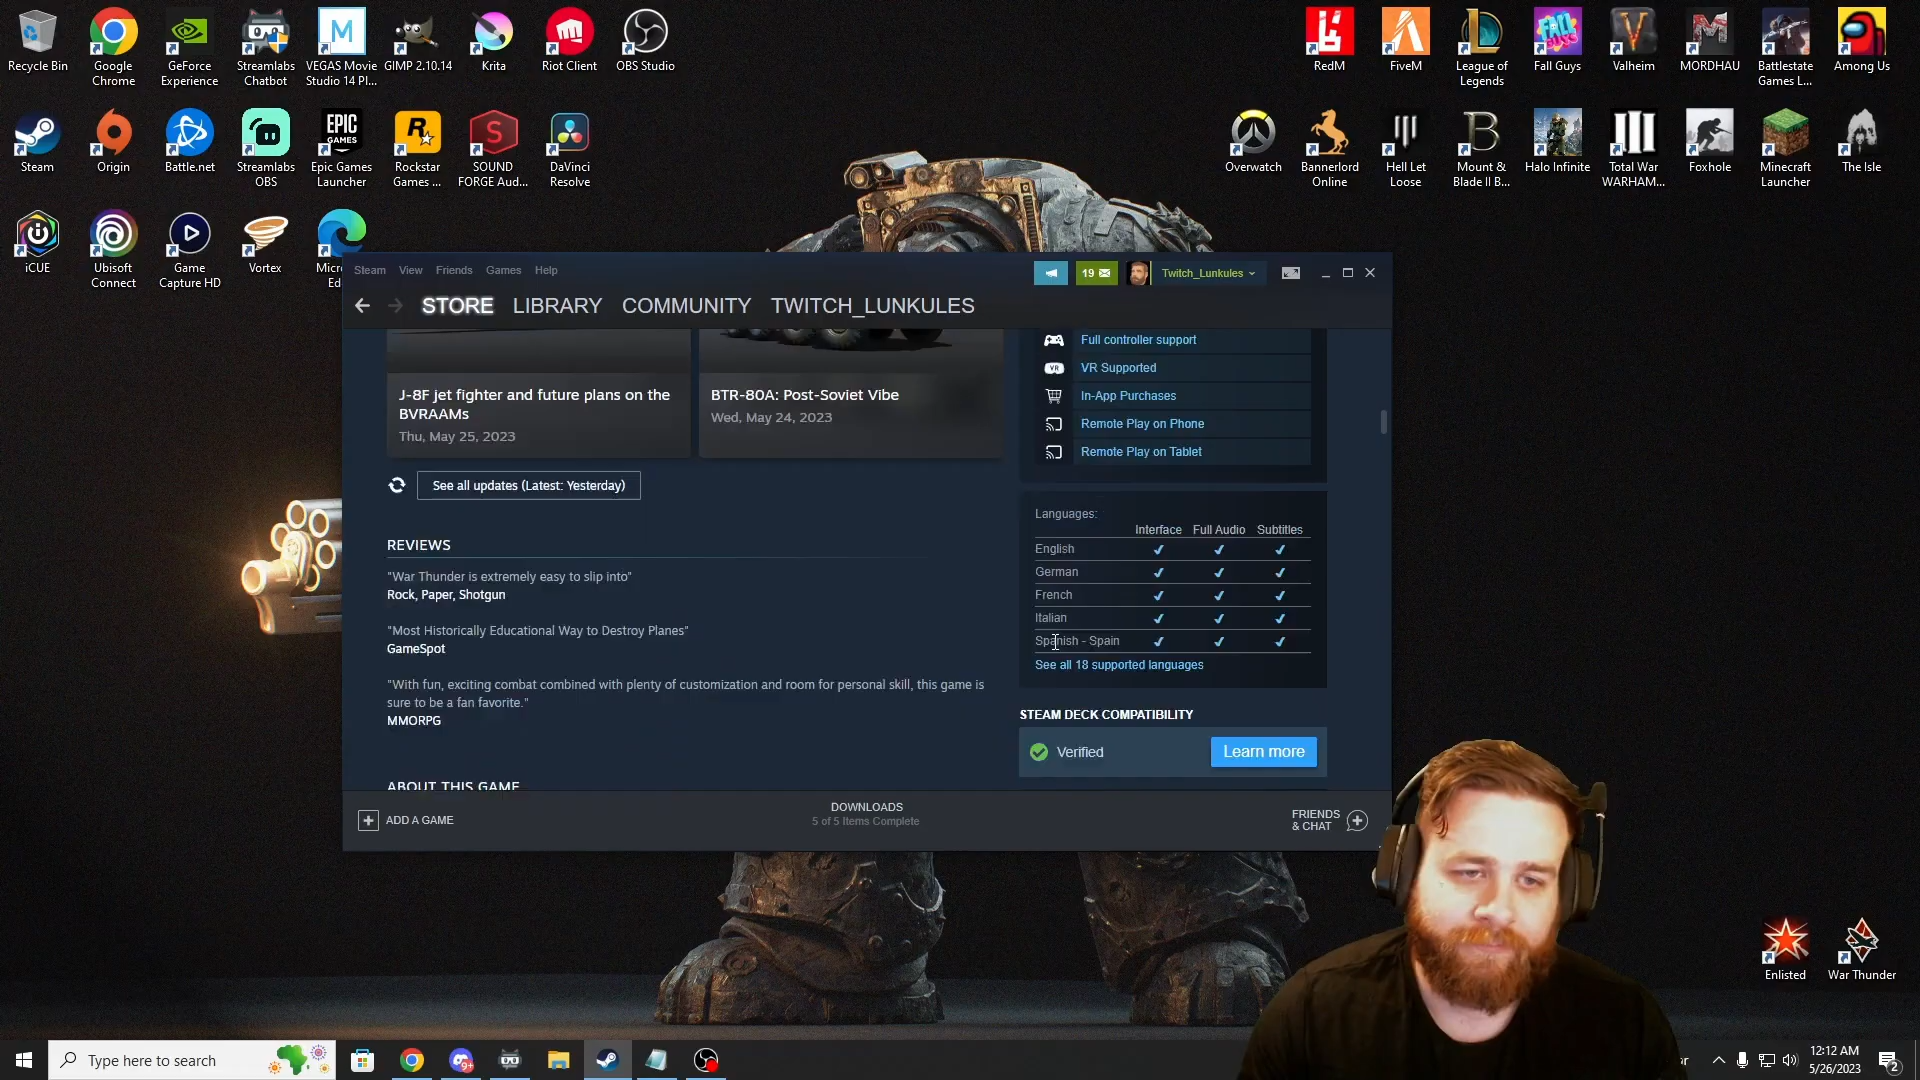 Recycle Bin
Google Chrome
GeForce Experience
Streamlabs Chatbot
VEGAS Movie Studio 14 Pl...
GIMP 2.10.14
Krita
Riot Client
OBS Studio
RedM
FiveM
League of Legends
Fall Guys
Valheim
MORDHAU
Battlestate Games L...
Among Us
Steam
Origin
Battle.net
Streamlabs OBS
Epic Games Launcher
Rockstar Games ...
SOUND FORGE Aud...
DaVinci Resolve
Overwatch
Bannerlord Online
Hell Let Loose
Mount & Blade II B...
Halo Infinite
Total War WARHAM...
Foxhole
Minecraft Launcher
The Isle
iCUE
Ubisoft Connect
Game Capture HD
Vortex
Steam View Friends Games Help
19
Twitch_Lunkules
STORE LIBRARY COMMUNITY TWITCH_LUNKULES
J-8F jet fighter and future plans on the
BVRAAMs
Thu, May 25, 2023
BTR-80A: Post-Soviet Vibe
Wed, May 24, 2023
See all updates (Latest: Yesterday)
REVIEWS
"War Thunder is extremely easy to slip into"
Rock, Paper, Shotgun
"Most Historically Educational Way to Destroy Planes"
GameSpot
"With fun, exciting combat combined with plenty of customization and room for personal skill, this game is
sure to be a fan favorite."
MMORPG
ABOUT THIS GAME
Full controller support
VR Supported
In-App Purchases
Remote Play on Phone
Remote Play on Tablet
Languages:
Interface Full Audio Subtitles
English ✔ ✔ ✔
German ✔ ✔ ✔
French ✔ ✔ ✔
Italian ✔ ✔ ✔
Spanish - Spain ✔ ✔ ✔
See all 18 supported languages
STEAM DECK COMPATIBILITY
Verified
Learn more
ADD A GAME
DOWNLOADS
5 of 5 Items Complete
FRIENDS
& CHAT
Enlisted
War Thunder
Type here to search
12:12 AM
5/26/2023
2